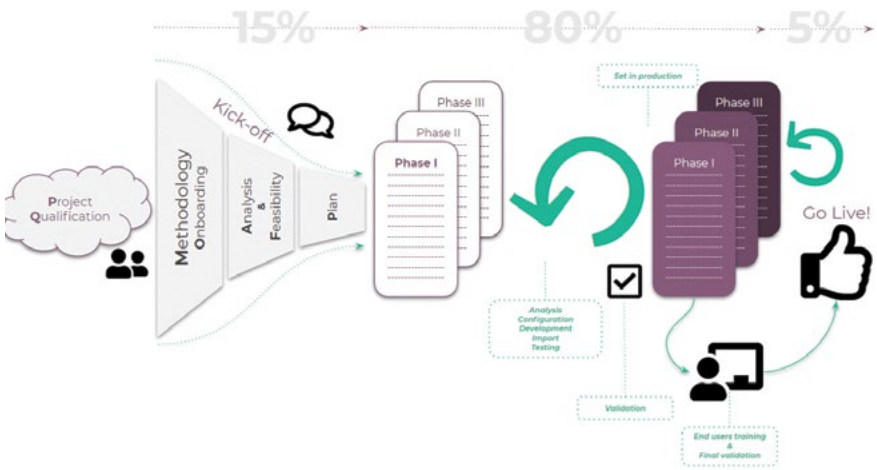 15%
80%
5%
Project
Qualification
Methodology
Onboarding
Kick-off
Analysis
&
Feasibility
Plan
Phase III
Phase II
Phase I
Set in production
Phase III
Phase II
Phase I
Go Live!
Analysis
Configuration
Development
Import
Testing
Validation
End users training
&
Final validation